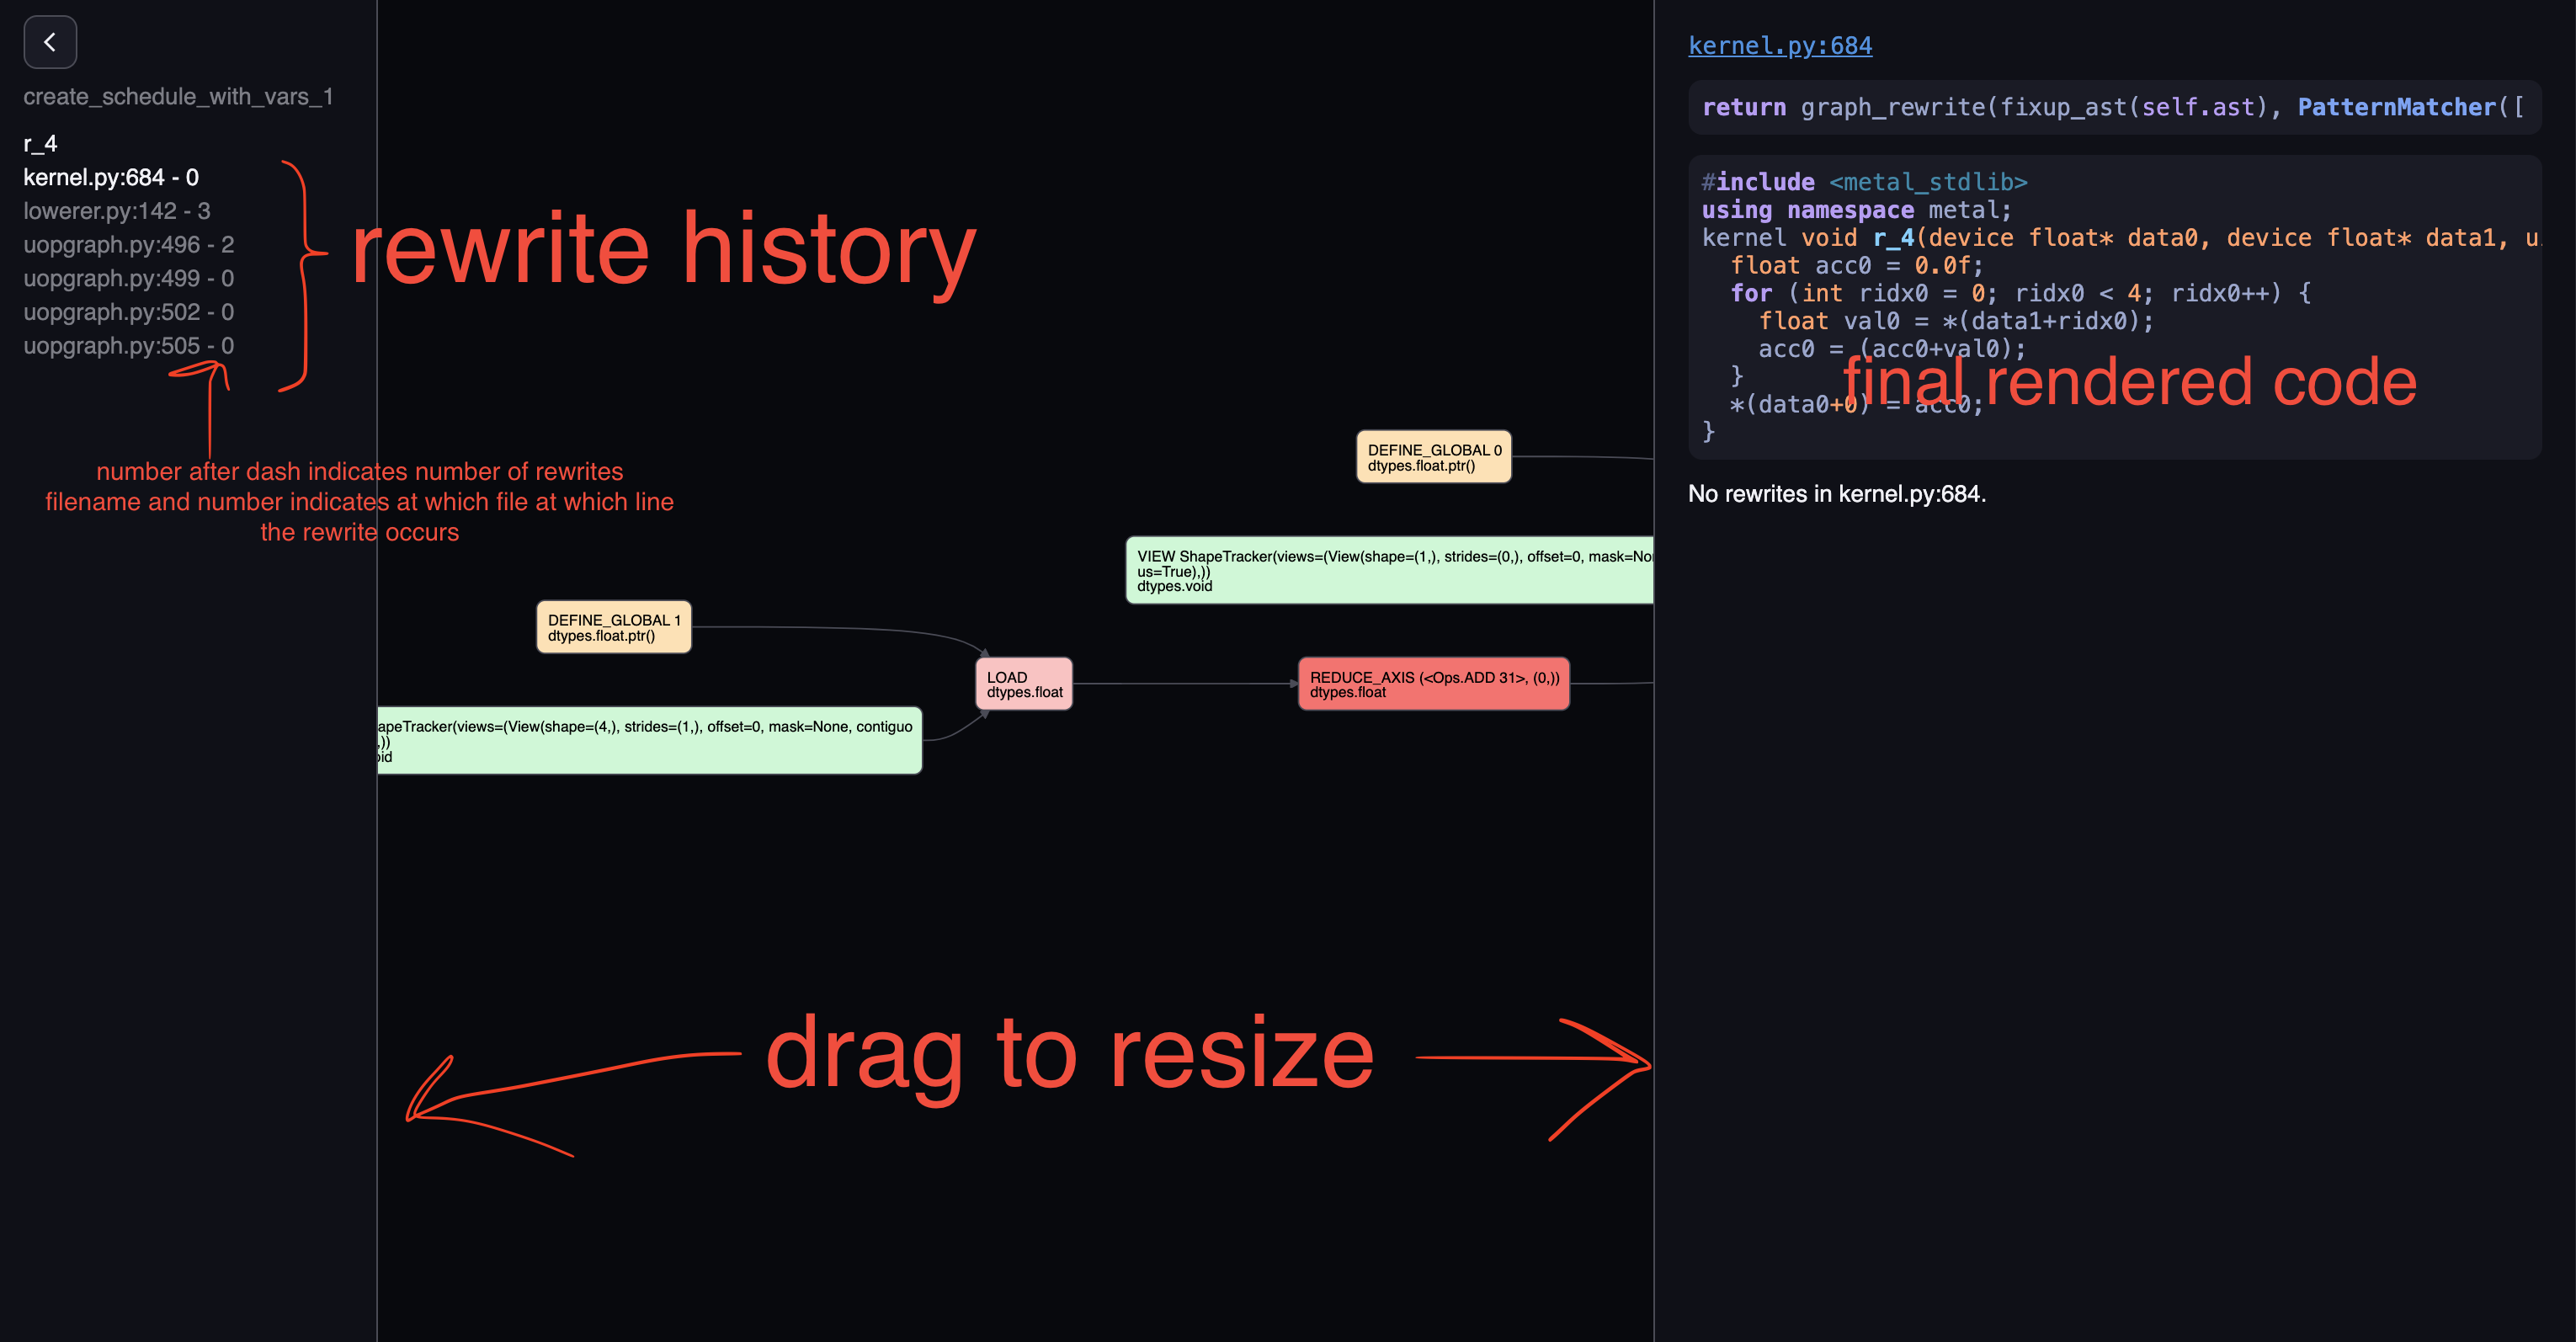 create_schedule_with_vars_1
r_4
kernel.py:684 - 0
lowerer.py:142 - 3
uopgraph.py:496 - 2
uopgraph.py:499 - 0
uopgraph.py:502 - 0
uopgraph.py:505 - 0
rewrite history
number after dash indicates number of rewrites
filename and number indicates at which file at which line
the rewrite occurs
DEFINE_GLOBAL 0
dtypes.float.ptr()
VIEW ShapeTracker(views=(View(shape=(1,), strides=(0,), offset=0, mask=No
us=True),))
dtypes.void
DEFINE_GLOBAL 1
dtypes.float.ptr()
LOAD
dtypes.float
REDUCE_AXIS (<Ops.ADD 31>, (0,))
dtypes.float
apeTracker(views=(View(shape=(4,), strides=(1,), offset=0, mask=None, contiguo
,))
oid
drag to resize
kernel.py:684
return graph_rewrite(fixup_ast(self.ast), PatternMatcher([
#include <metal_stdlib>
using namespace metal;
kernel void r_4(device float* data0, device float* data1, u
float acc0 = 0.0f;
for (int ridx0 = 0; ridx0 < 4; ridx0++) {
float val0 = *(data1+ridx0);
acc0 = (acc0+val0);
}
*(data0+0) = acc0;
}
final rendered code
No rewrites in kernel.py:684.